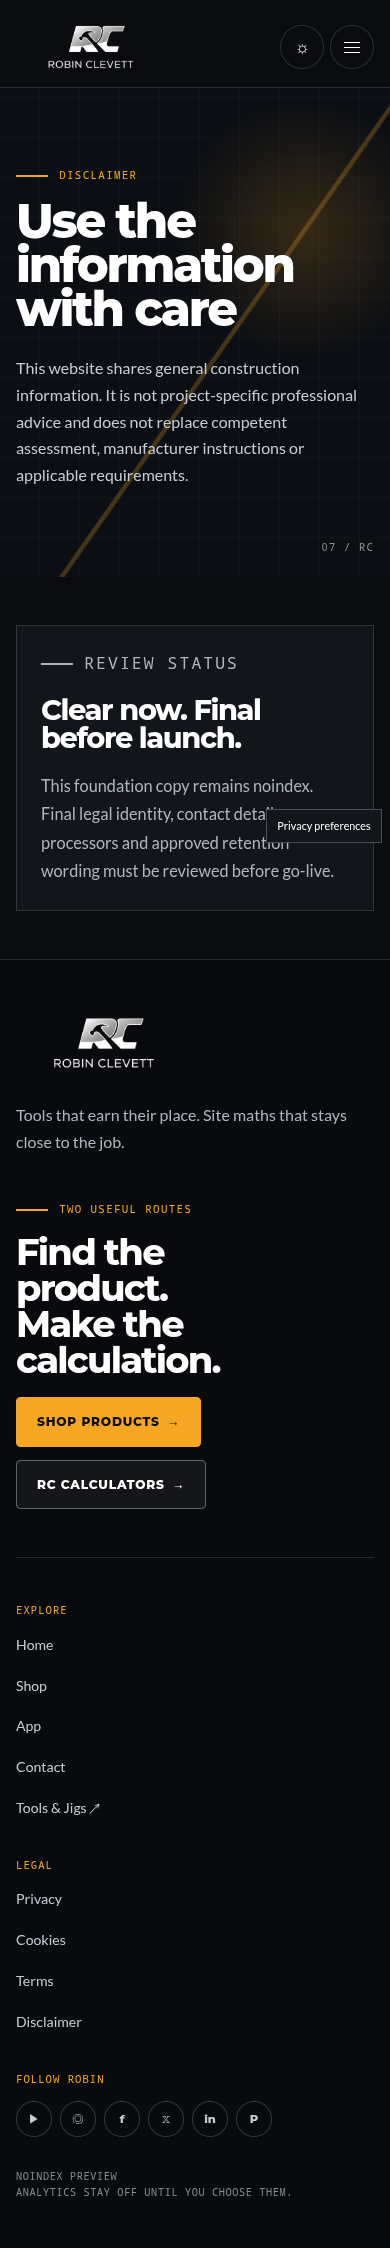 RC
ROBIN CLEVETT
DISCLAIMER
Use the
information
with care
This website shares general construction
information. It is not project-specific professional
advice and does not replace competent
assessment, manufacturer instructions or
applicable requirements.
07 / RC
REVIEW STATUS
Clear now. Final
before launch.
This foundation copy remains noindex.
Final legal identity, contact
Privacy preferences
processors and approved retention
wording must be reviewed before go-live.
RC
ROBIN CLEVETT
Tools that earn their place. Site maths that stays
close to the job.
TWO USEFUL ROUTES
Find the
product.
Make the
calculation.
SHOP PRODUCTS →
RC CALCULATORS →
EXPLORE
Home
Shop
App
Contact
Tools & Jigs ↗
LEGAL
Privacy
Cookies
Terms
Disclaimer
FOLLOW ROBIN
f
X
in
P
NOINDEX PREVIEW
ANALYTICS STAY OFF UNTIL YOU CHOOSE THEM.